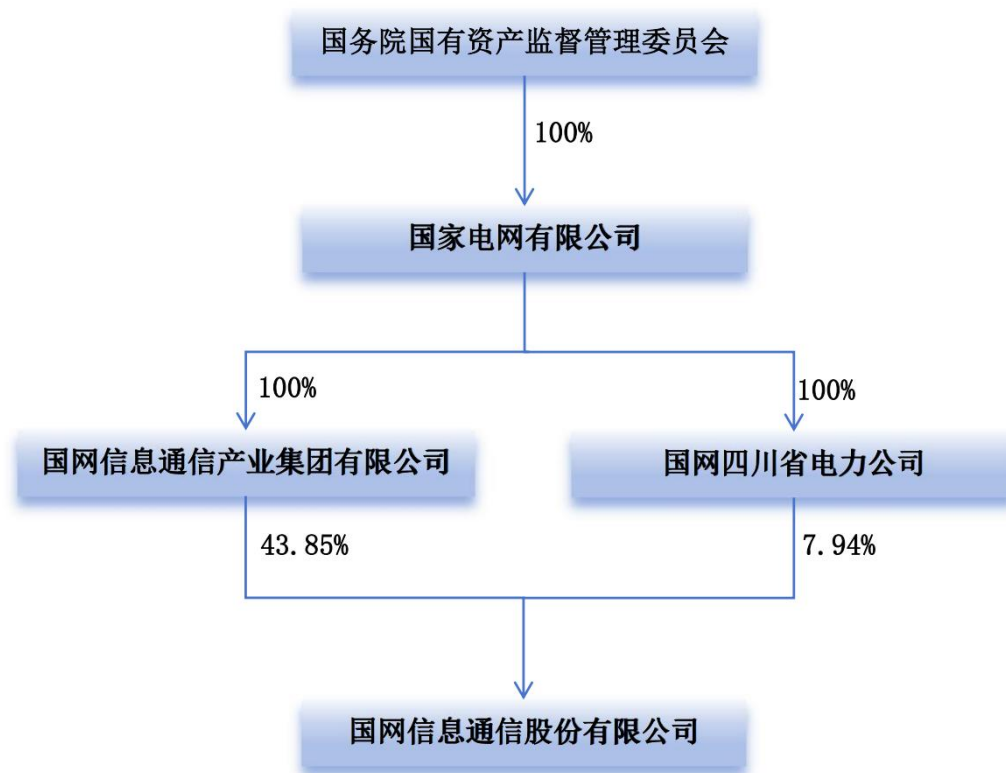 国务院国有资产监督管理委员会
100%
国家电网有限公司
100%
100%
国网信息通信产业集团有限公司
国网四川省电力公司
43.85%
7.94%
国网信息通信股份有限公司